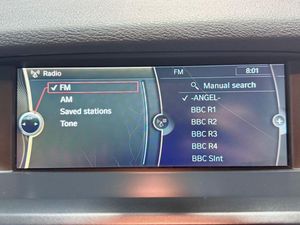 Radio
FM
8:01
FM
AM
Saved stations
Tone
Manual search
-ANGEL-
BBC R1
BBC R2
BBC R3
BBC R4
BBC SInt